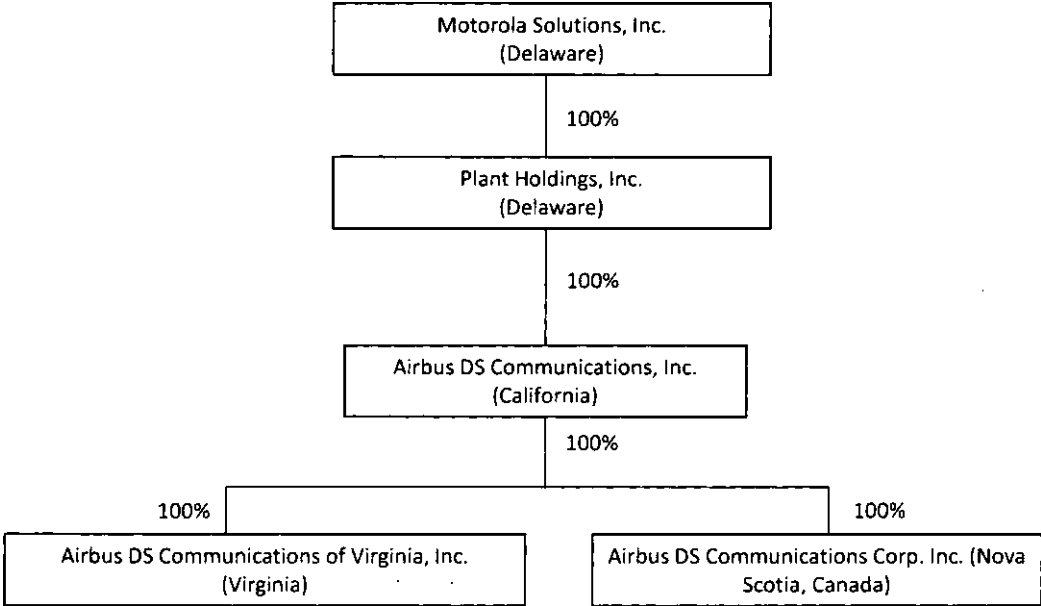 Motorola Solutions, Inc.
(Delaware)
100%
Plant Holdings, Inc.
(Delaware)
100%
Airbus DS Communications, Inc.
(California)
100%
100%
100%
Airbus DS Communications of Virginia, Inc.
(Virginia)
Airbus DS Communications Corp. Inc. (Nova
Scotia, Canada)